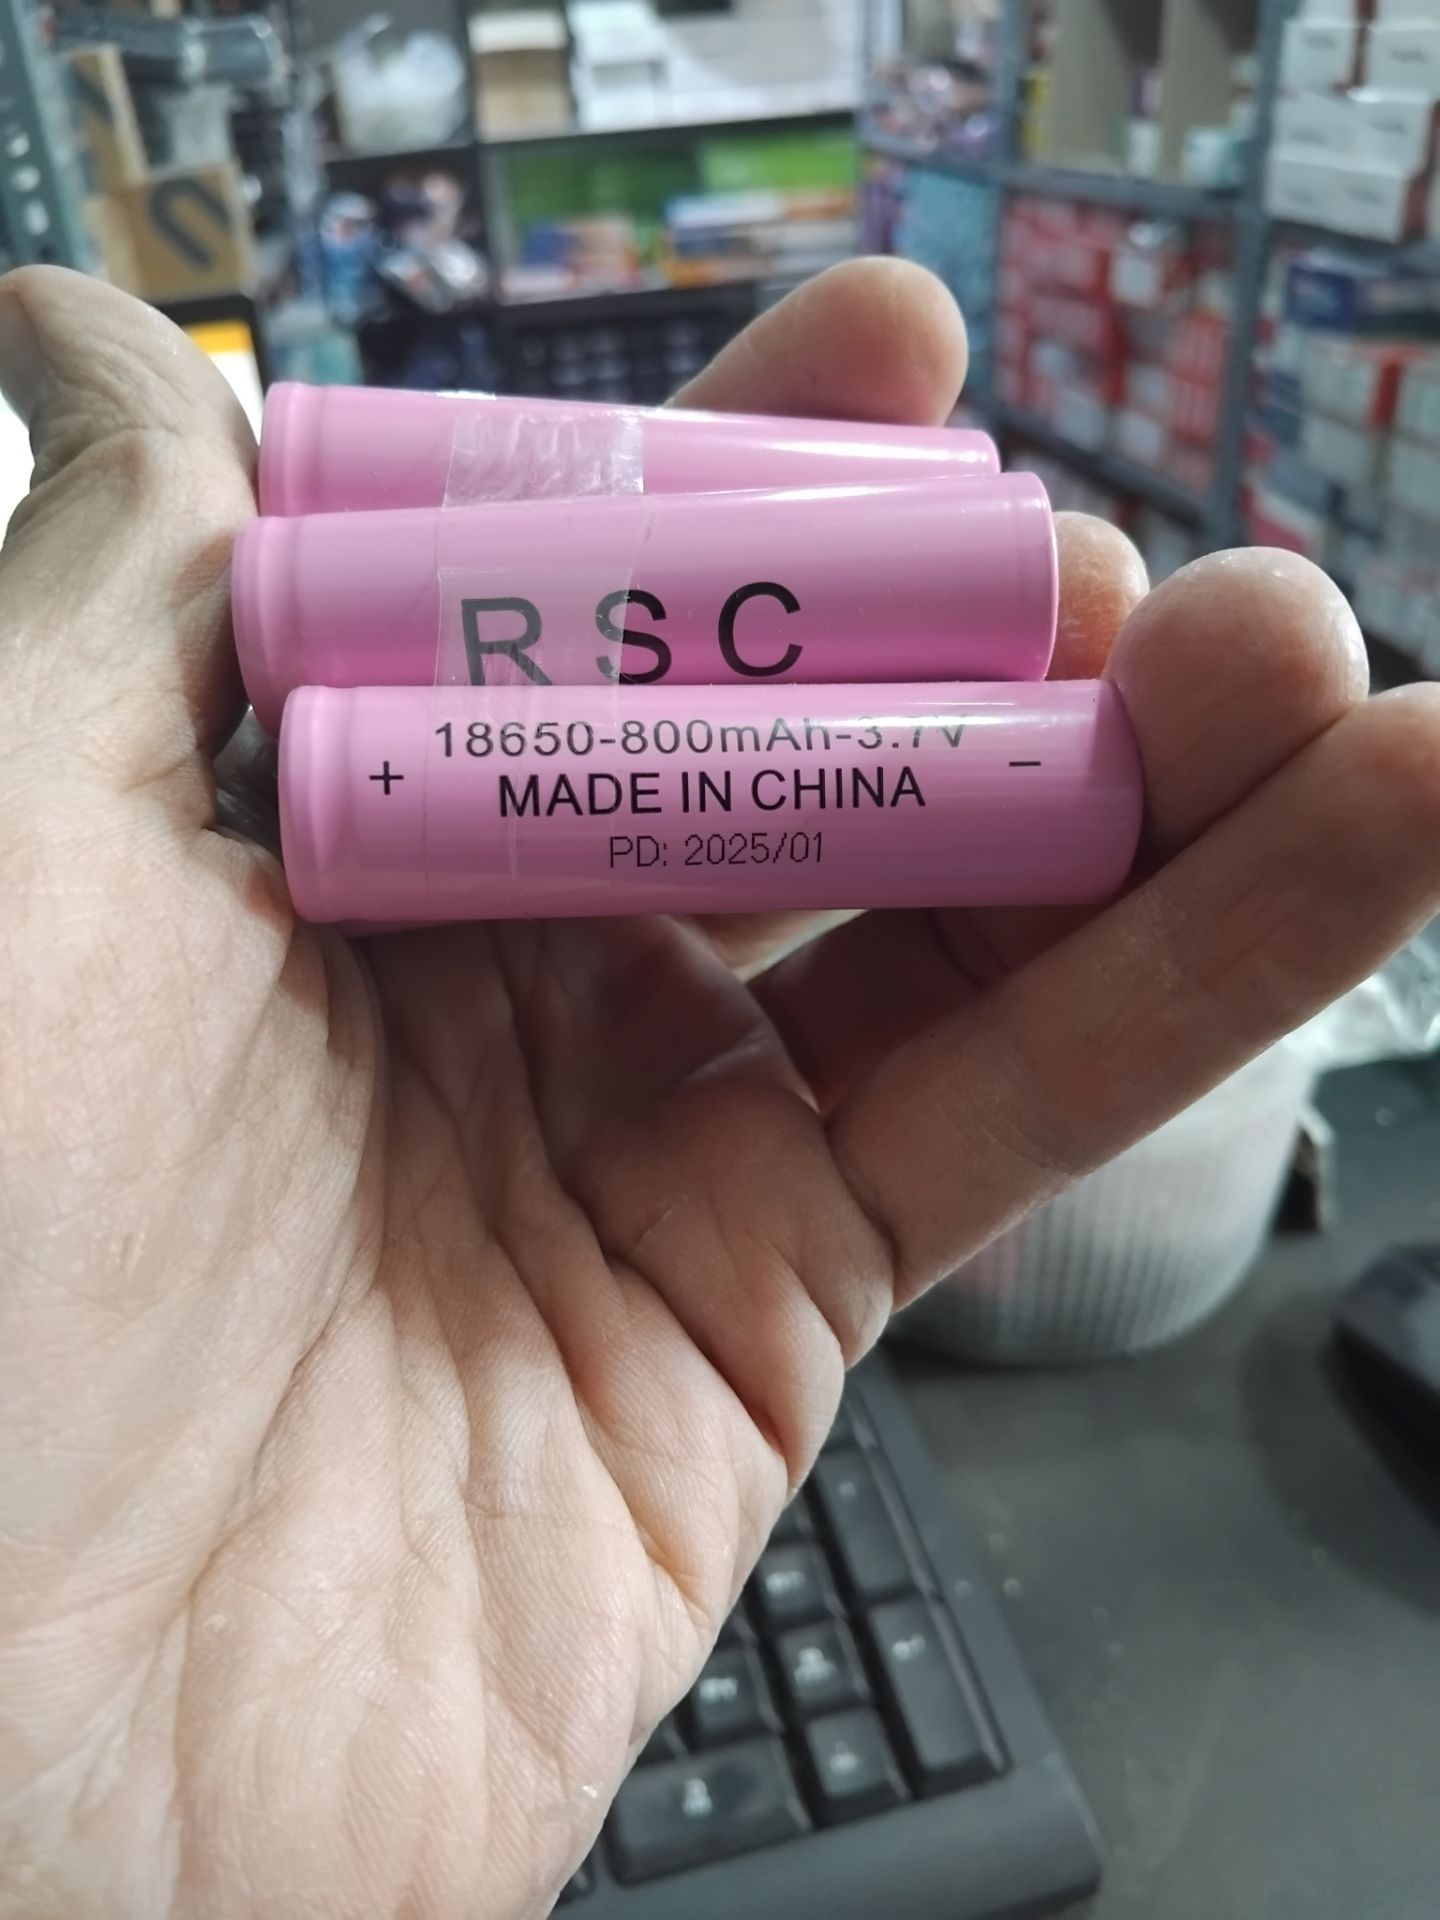 RSC
18650-800mAh-3.7V
+ MADE IN CHINA -
PD: 2025/01